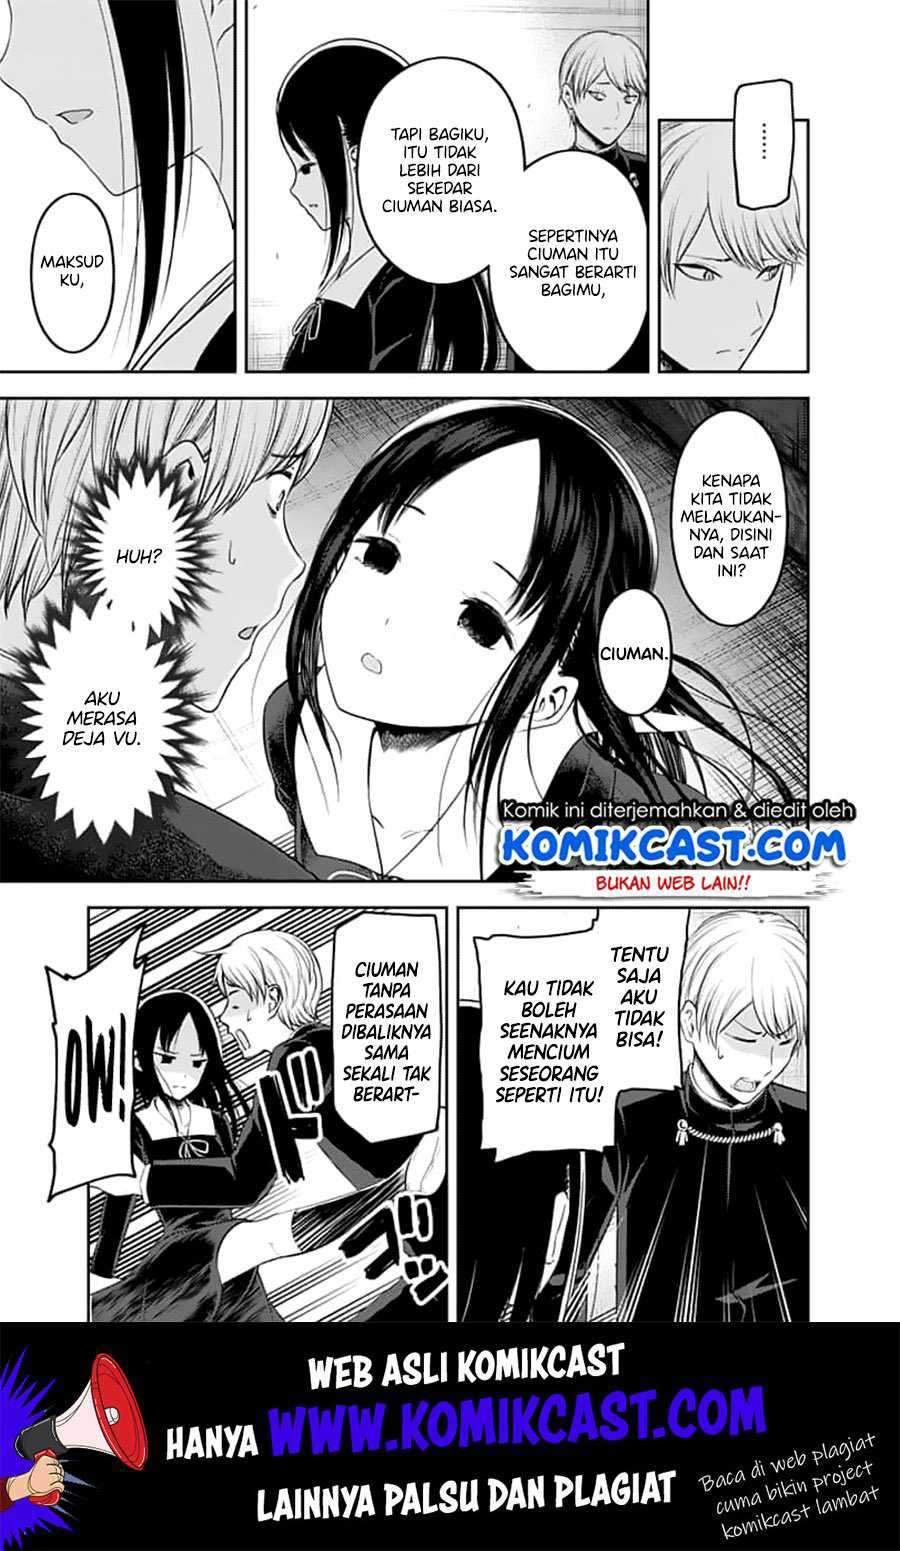 .......
SEPERTINYA
CIUMAN ITU
SANGAT BERARTI
BAGIMU,
TAPI BAGIKU,
ITU TIDAK
LEBIH DARI
SEKEDAR
CIUMAN BIASA.
MAKSUD
KU,
KENAPA
KITA TIDAK
MELAKUKAN-
NYA, DISINI
DAN SAAT
INI?
CIUMAN.
HUH?
AKU
MERASA
DEJA VU.
Komik ini diterjemahkan & diedit oleh
KOMIKCAST.COM
BUKAN WEB LAIN!!
TENTU
SAJA
AKU
TIDAK
BISA!
KAU TIDAK
BOLEH
SEENAKNYA
MENCIUM
SESEORANG
SEPERTI ITU!
CIUMAN
TANPA
PERASAAN
DIBALIKNYA
SAMA
SEKALI TAK
BERART-
OW!
WEB ASLI KOMIKCAST
HANYA WWW.KOMIKCAST.COM
LAINNYA PALSU DAN PLAGIAT
Baca di web plagiat
cuma bikin project
komikcast lambat